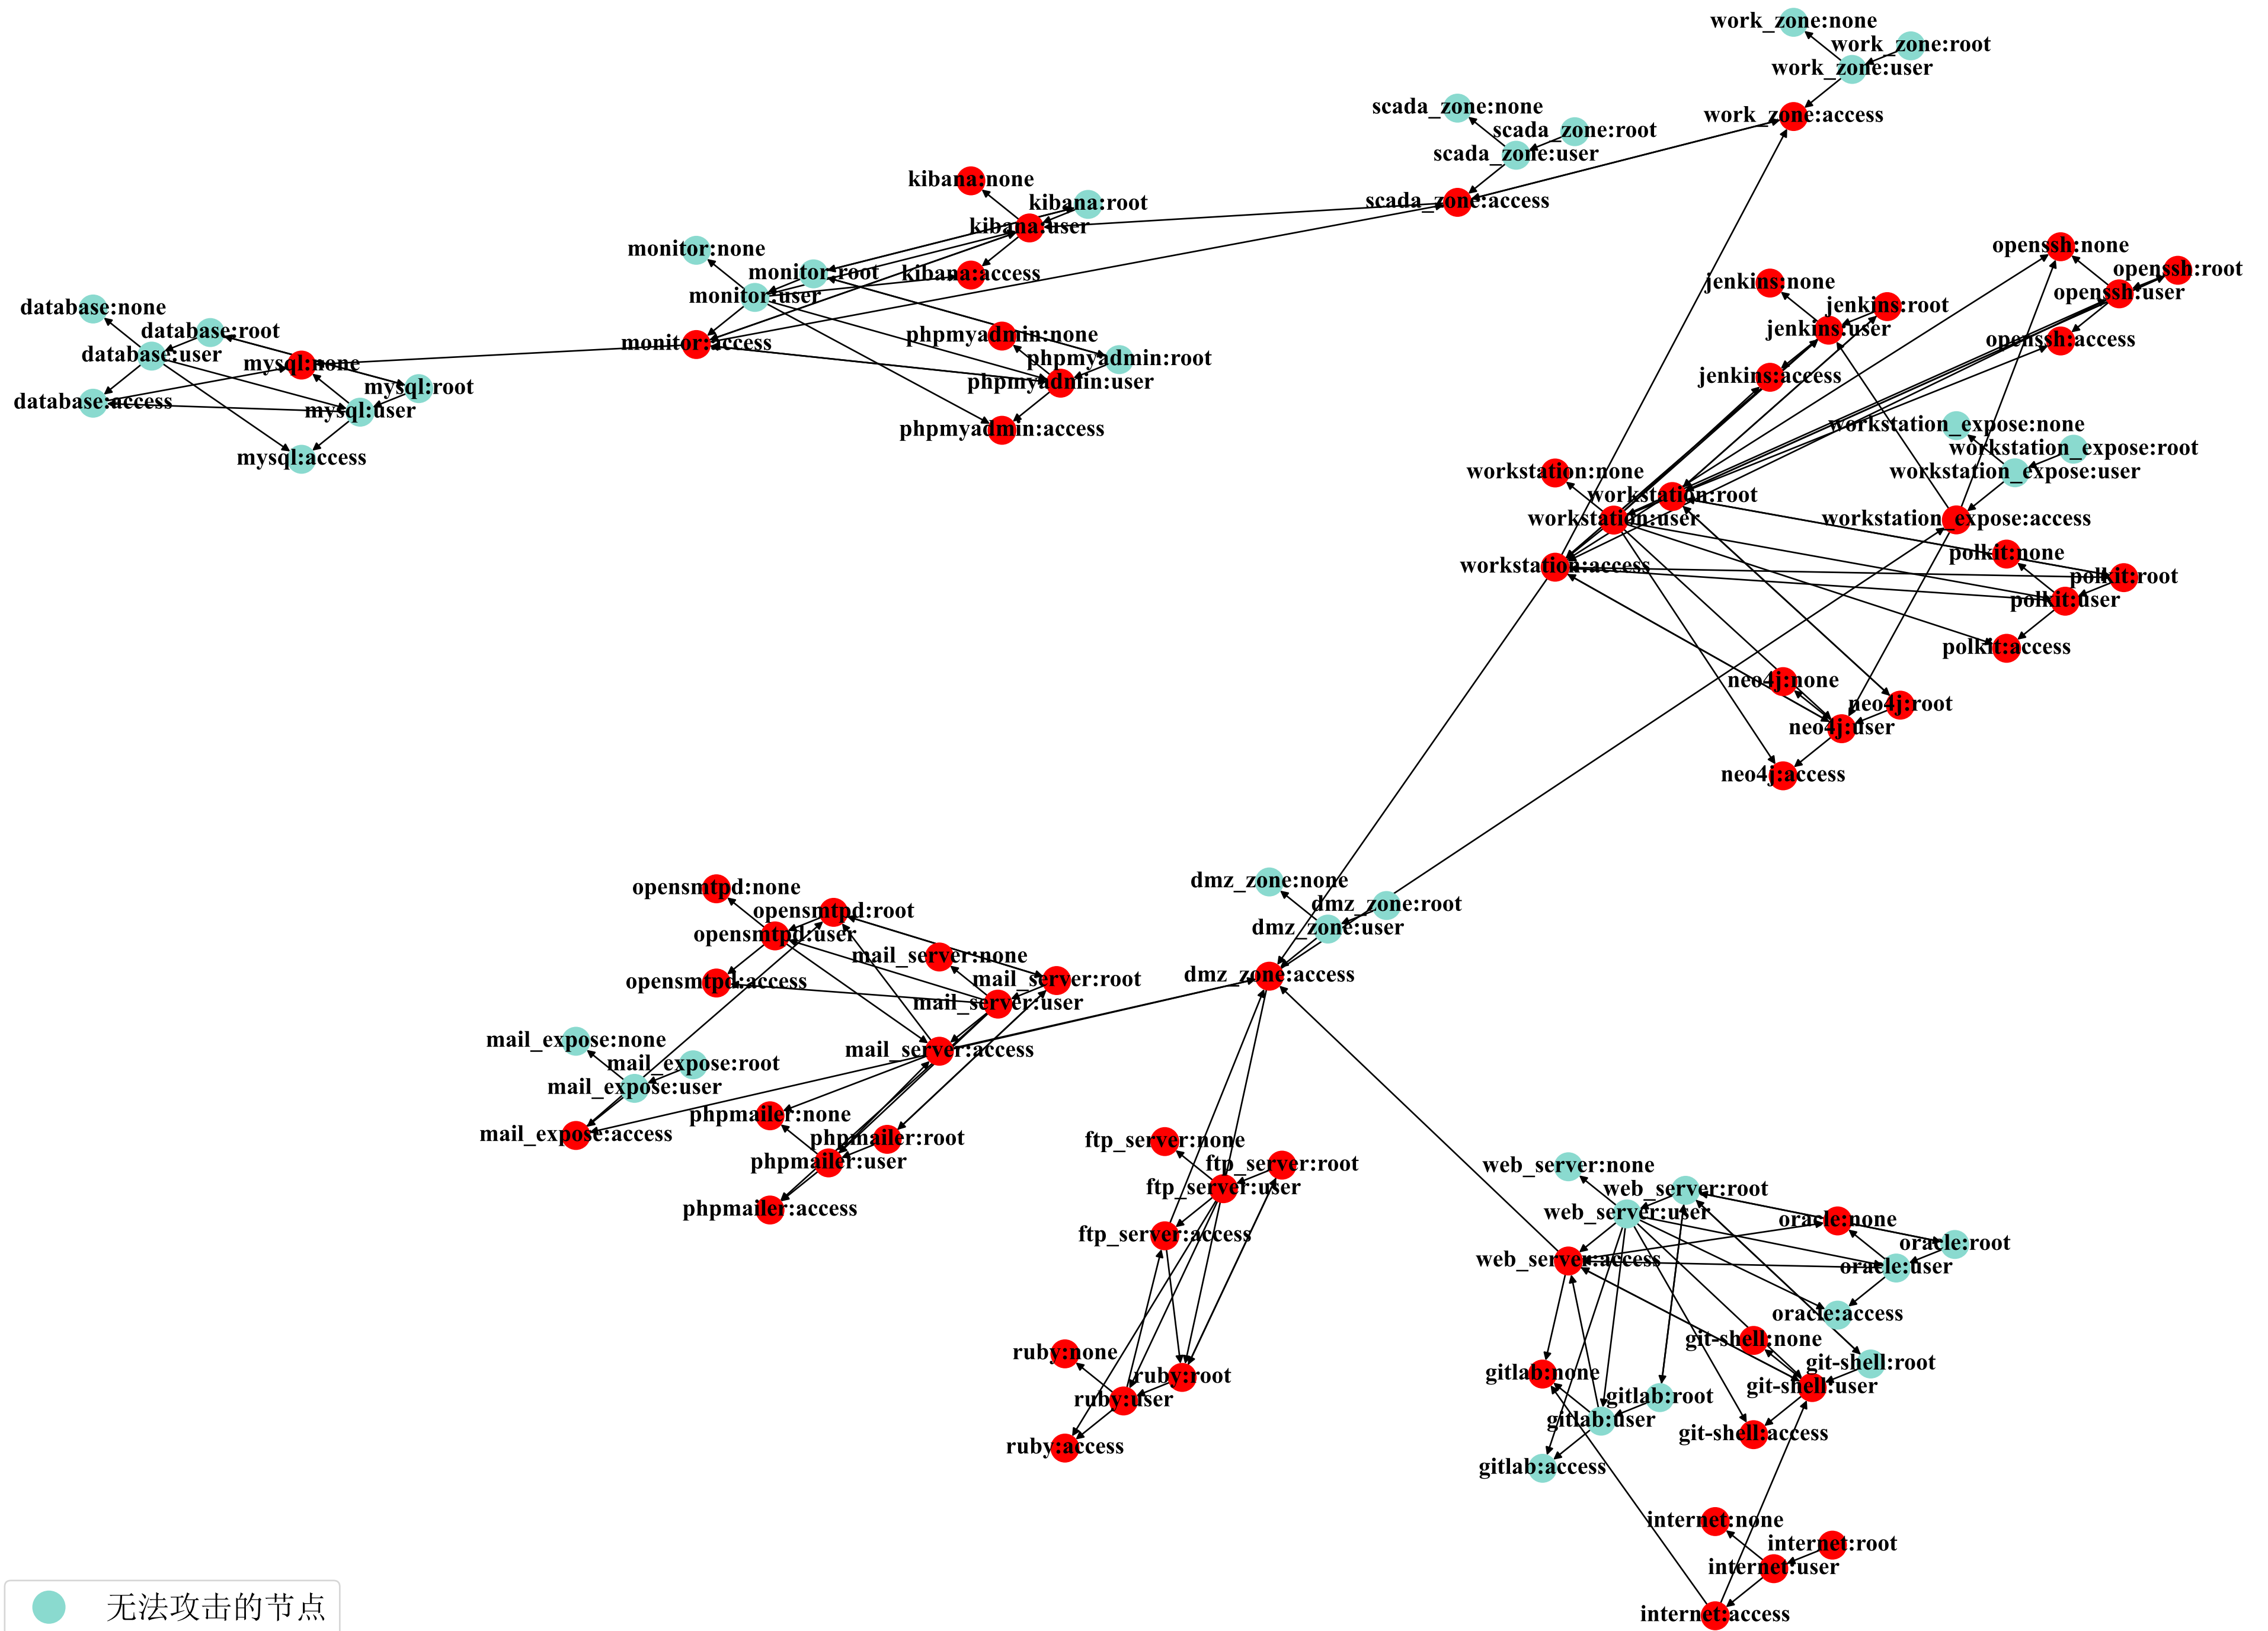 work_zone:none
work_zone:root
work_zone:user
work_zone:access
scada_zone:none
scada_zone:root
scada_zone:user
scada_zone:access
kibana:none
kibana:root
kibana:user
kibana:access
monitor:none
monitor:root
monitor:user
monitor:access
database:none
database:root
database:user
database:access
mysql:none
mysql:root
mysql:user
mysql:access
phpmyadmin:none
phpmyadmin:root
phpmyadmin:user
phpmyadmin:access
openssh:none
openssh:root
openssh:user
openssh:access
jenkins:none
jenkins:root
jenkins:user
jenkins:access
workstation_expose:none
workstation_expose:root
workstation_expose:user
workstation_expose:access
workstation:none
workstation:root
workstation:user
workstation:access
polkit:none
polkit:root
polkit:user
polkit:access
neo4j:none
neo4j:root
neo4j:user
neo4j:access
dmz_zone:none
dmz_zone:root
dmz_zone:user
dmz_zone:access
opensmtpd:none
opensmtpd:root
opensmtpd:user
opensmtpd:access
mail_server:none
mail_server:root
mail_server:user
mail_server:access
mail_expose:none
mail_expose:root
mail_expose:user
mail_expose:access
phpmailer:none
phpmailer:root
phpmailer:user
phpmailer:access
ftp_server:none
ftp_server:root
ftp_server:user
ftp_server:access
ruby:none
ruby:root
ruby:user
ruby:access
web_server:none
web_server:root
web_server:user
web_server:access
oracle:none
oracle:root
oracle:user
oracle:access
git-shell:none
git-shell:root
git-shell:user
git-shell:access
gitlab:none
gitlab:root
gitlab:user
gitlab:access
internet:none
internet:root
internet:user
internet:access
无法攻击的节点